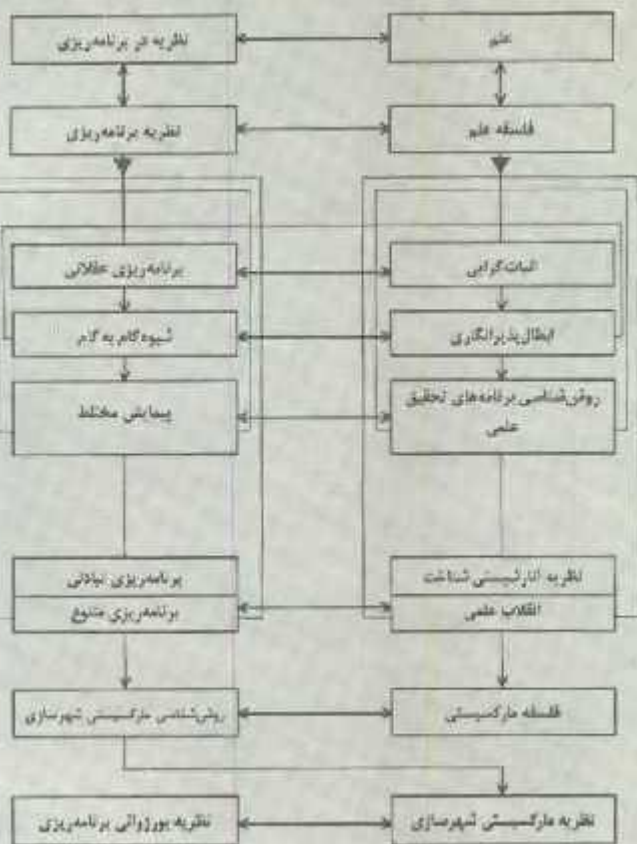 علم
نظریه در برنامه‌ریزی
فلسفه علم
نظریه برنامه‌ریزی
اثبات‌گرایی
برنامه‌ریزی عقلانی
ابطال‌پذیرانگاری
شیوه گام به گام
روش‌شناسی برنامه‌های تحقیق
علمی
پیمایش مختلط
نظریه آنارشیستی شناخت
برنامه‌ریزی تبادلی
انقلاب علمی
برنامه‌ریزی متنوع
فلسفه مارکسیستی
روش‌شناسی مارکسیستی شهرسازی
نظریه مارکسیستی شهرسازی
نظریه بورژوائی برنامه‌ریزی